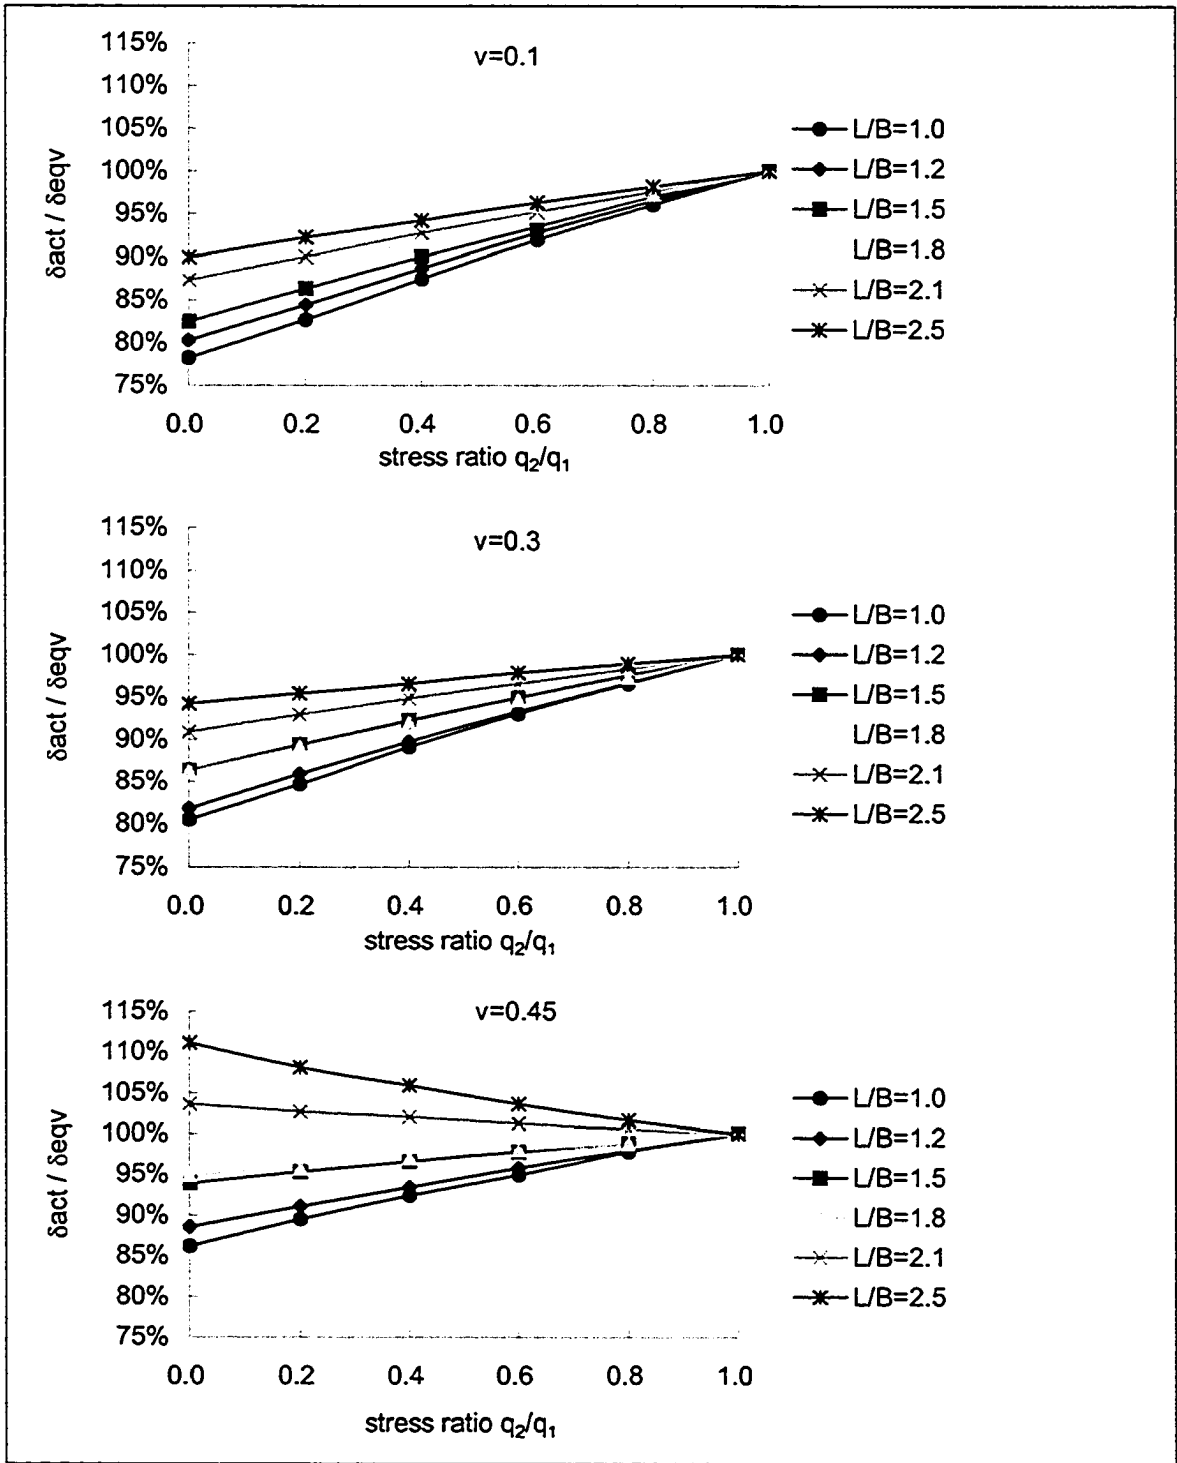 v=0.1
115%
110%
105%
100%
95%
90%
85%
80%
75%
δact / δeqv
0.0 0.2 0.4 0.6 0.8 1.0
stress ratio q₂/q₁
L/B=1.0
L/B=1.2
L/B=1.5
L/B=1.8
L/B=2.1
L/B=2.5
v=0.3
115%
110%
105%
100%
95%
90%
85%
80%
75%
δact / δeqv
0.0 0.2 0.4 0.6 0.8 1.0
stress ratio q₂/q₁
L/B=1.0
L/B=1.2
L/B=1.5
L/B=1.8
L/B=2.1
L/B=2.5
v=0.45
115%
110%
105%
100%
95%
90%
85%
80%
75%
δact / δeqv
0.0 0.2 0.4 0.6 0.8 1.0
stress ratio q₂/q₁
L/B=1.0
L/B=1.2
L/B=1.5
L/B=1.8
L/B=2.1
L/B=2.5